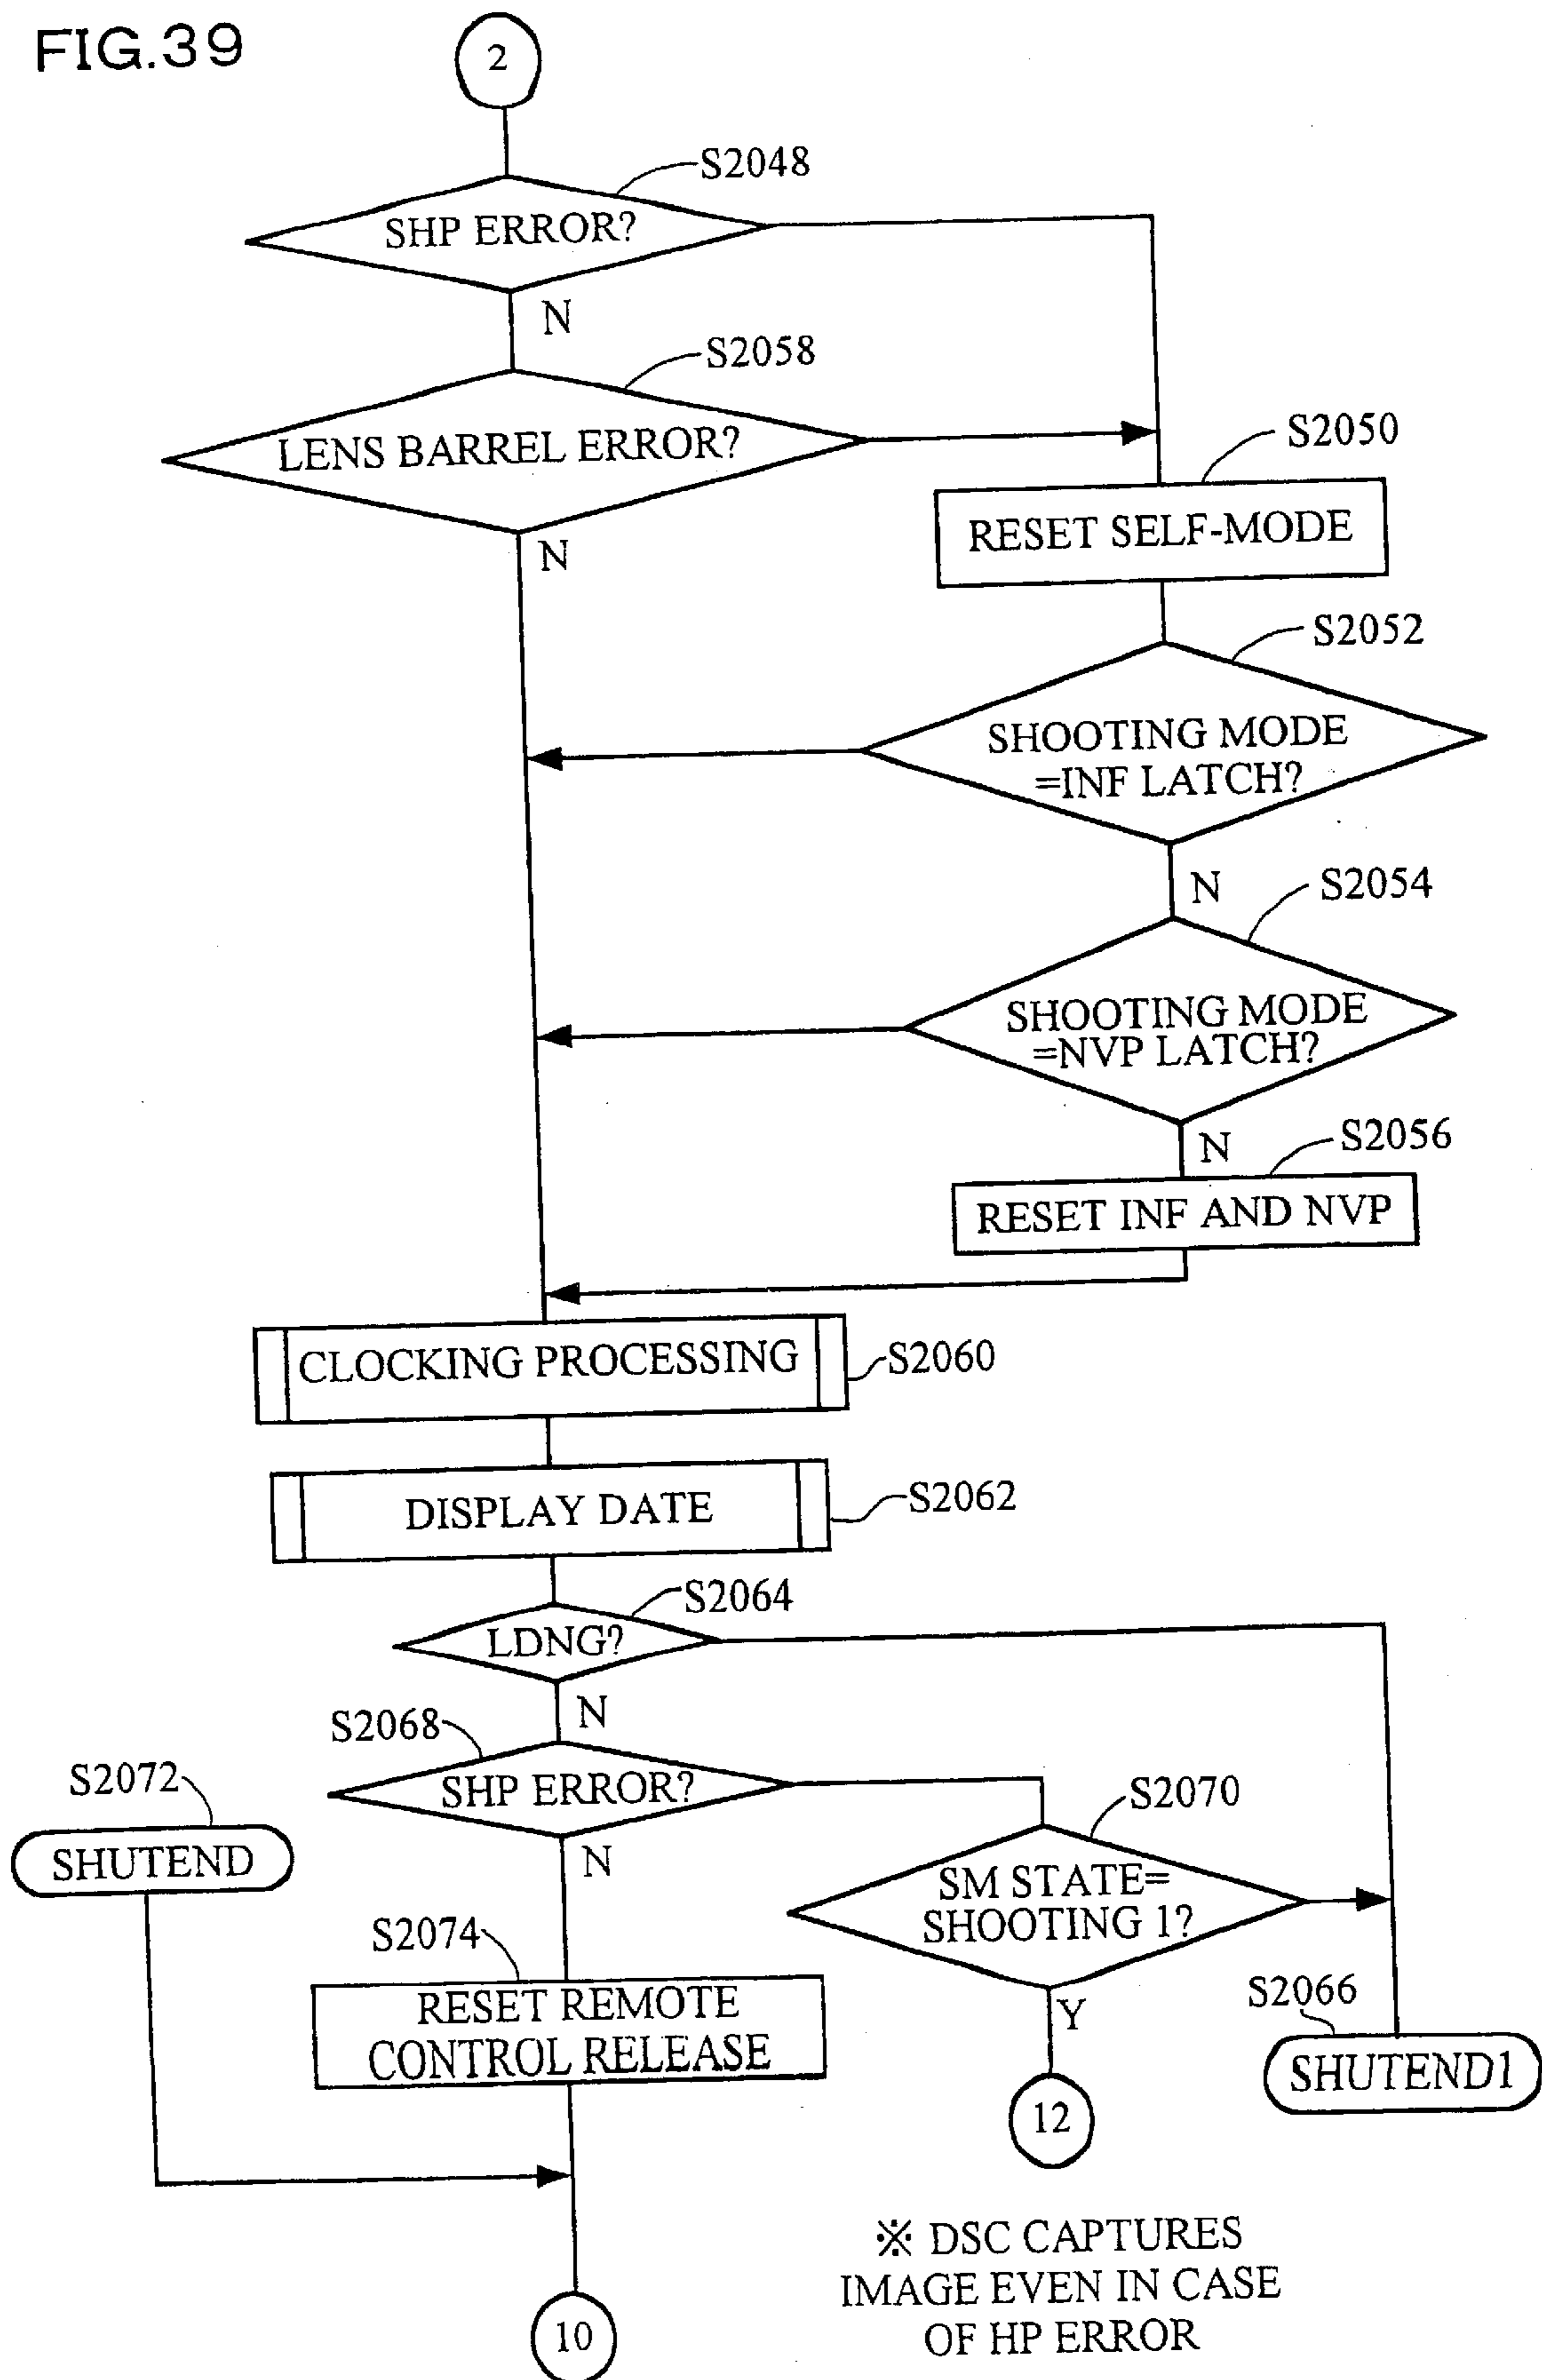 FIG.39
2
S2048
SHP ERROR?
N
S2058
LENS BARREL ERROR?
N
S2050
RESET SELF-MODE
S2052
SHOOTING MODE
=INF LATCH?
N
S2054
SHOOTING MODE
=NVP LATCH?
N
S2056
RESET INF AND NVP
CLOCKING PROCESSING
S2060
DISPLAY DATE
S2062
S2064
LDNG?
N
S2068
SHP ERROR?
N
S2070
SM STATE=
SHOOTING 1?
Y
12
S2066
SHUTEND1
S2072
SHUTEND
S2074
RESET REMOTE
CONTROL RELEASE
10
※ DSC CAPTURES
IMAGE EVEN IN CASE
OF HP ERROR